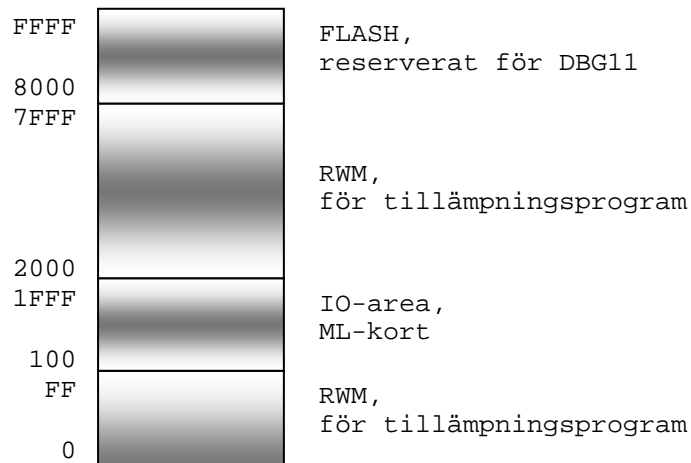 FFFF
FLASH,
reserverat för DBG11
8000
7FFF
RWM,
för tillämpningsprogram
2000
1FFF
IO-area,
ML-kort
100
FF
RWM,
för tillämpningsprogram
0